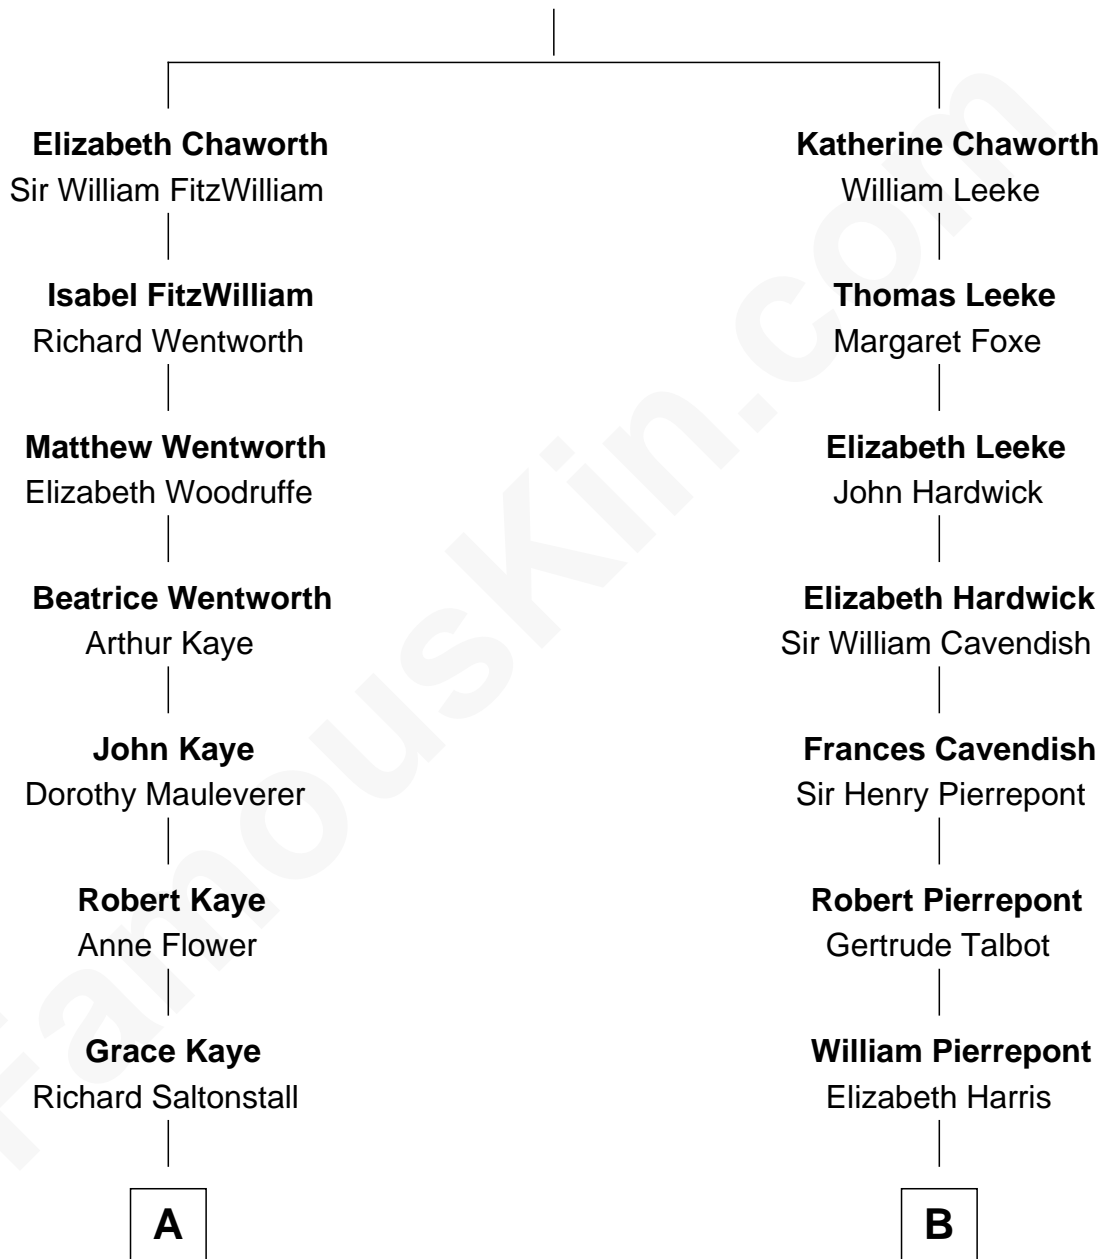 Elizabeth Chaworth
Sir William FitzWilliam
Isabel FitzWilliam
Richard Wentworth
Matthew Wentworth
Elizabeth Woodruffe
Beatrice Wentworth
Arthur Kaye
John Kaye
Dorothy Mauleverer
Robert Kaye
Anne Flower
Grace Kaye
Richard Saltonstall
A
Katherine Chaworth
William Leeke
Thomas Leeke
Margaret Foxe
Elizabeth Leeke
John Hardwick
Elizabeth Hardwick
Sir William Cavendish
Frances Cavendish
Sir Henry Pierrepont
Robert Pierrepont
Gertrude Talbot
William Pierrepont
Elizabeth Harris
B
FamousKin.com